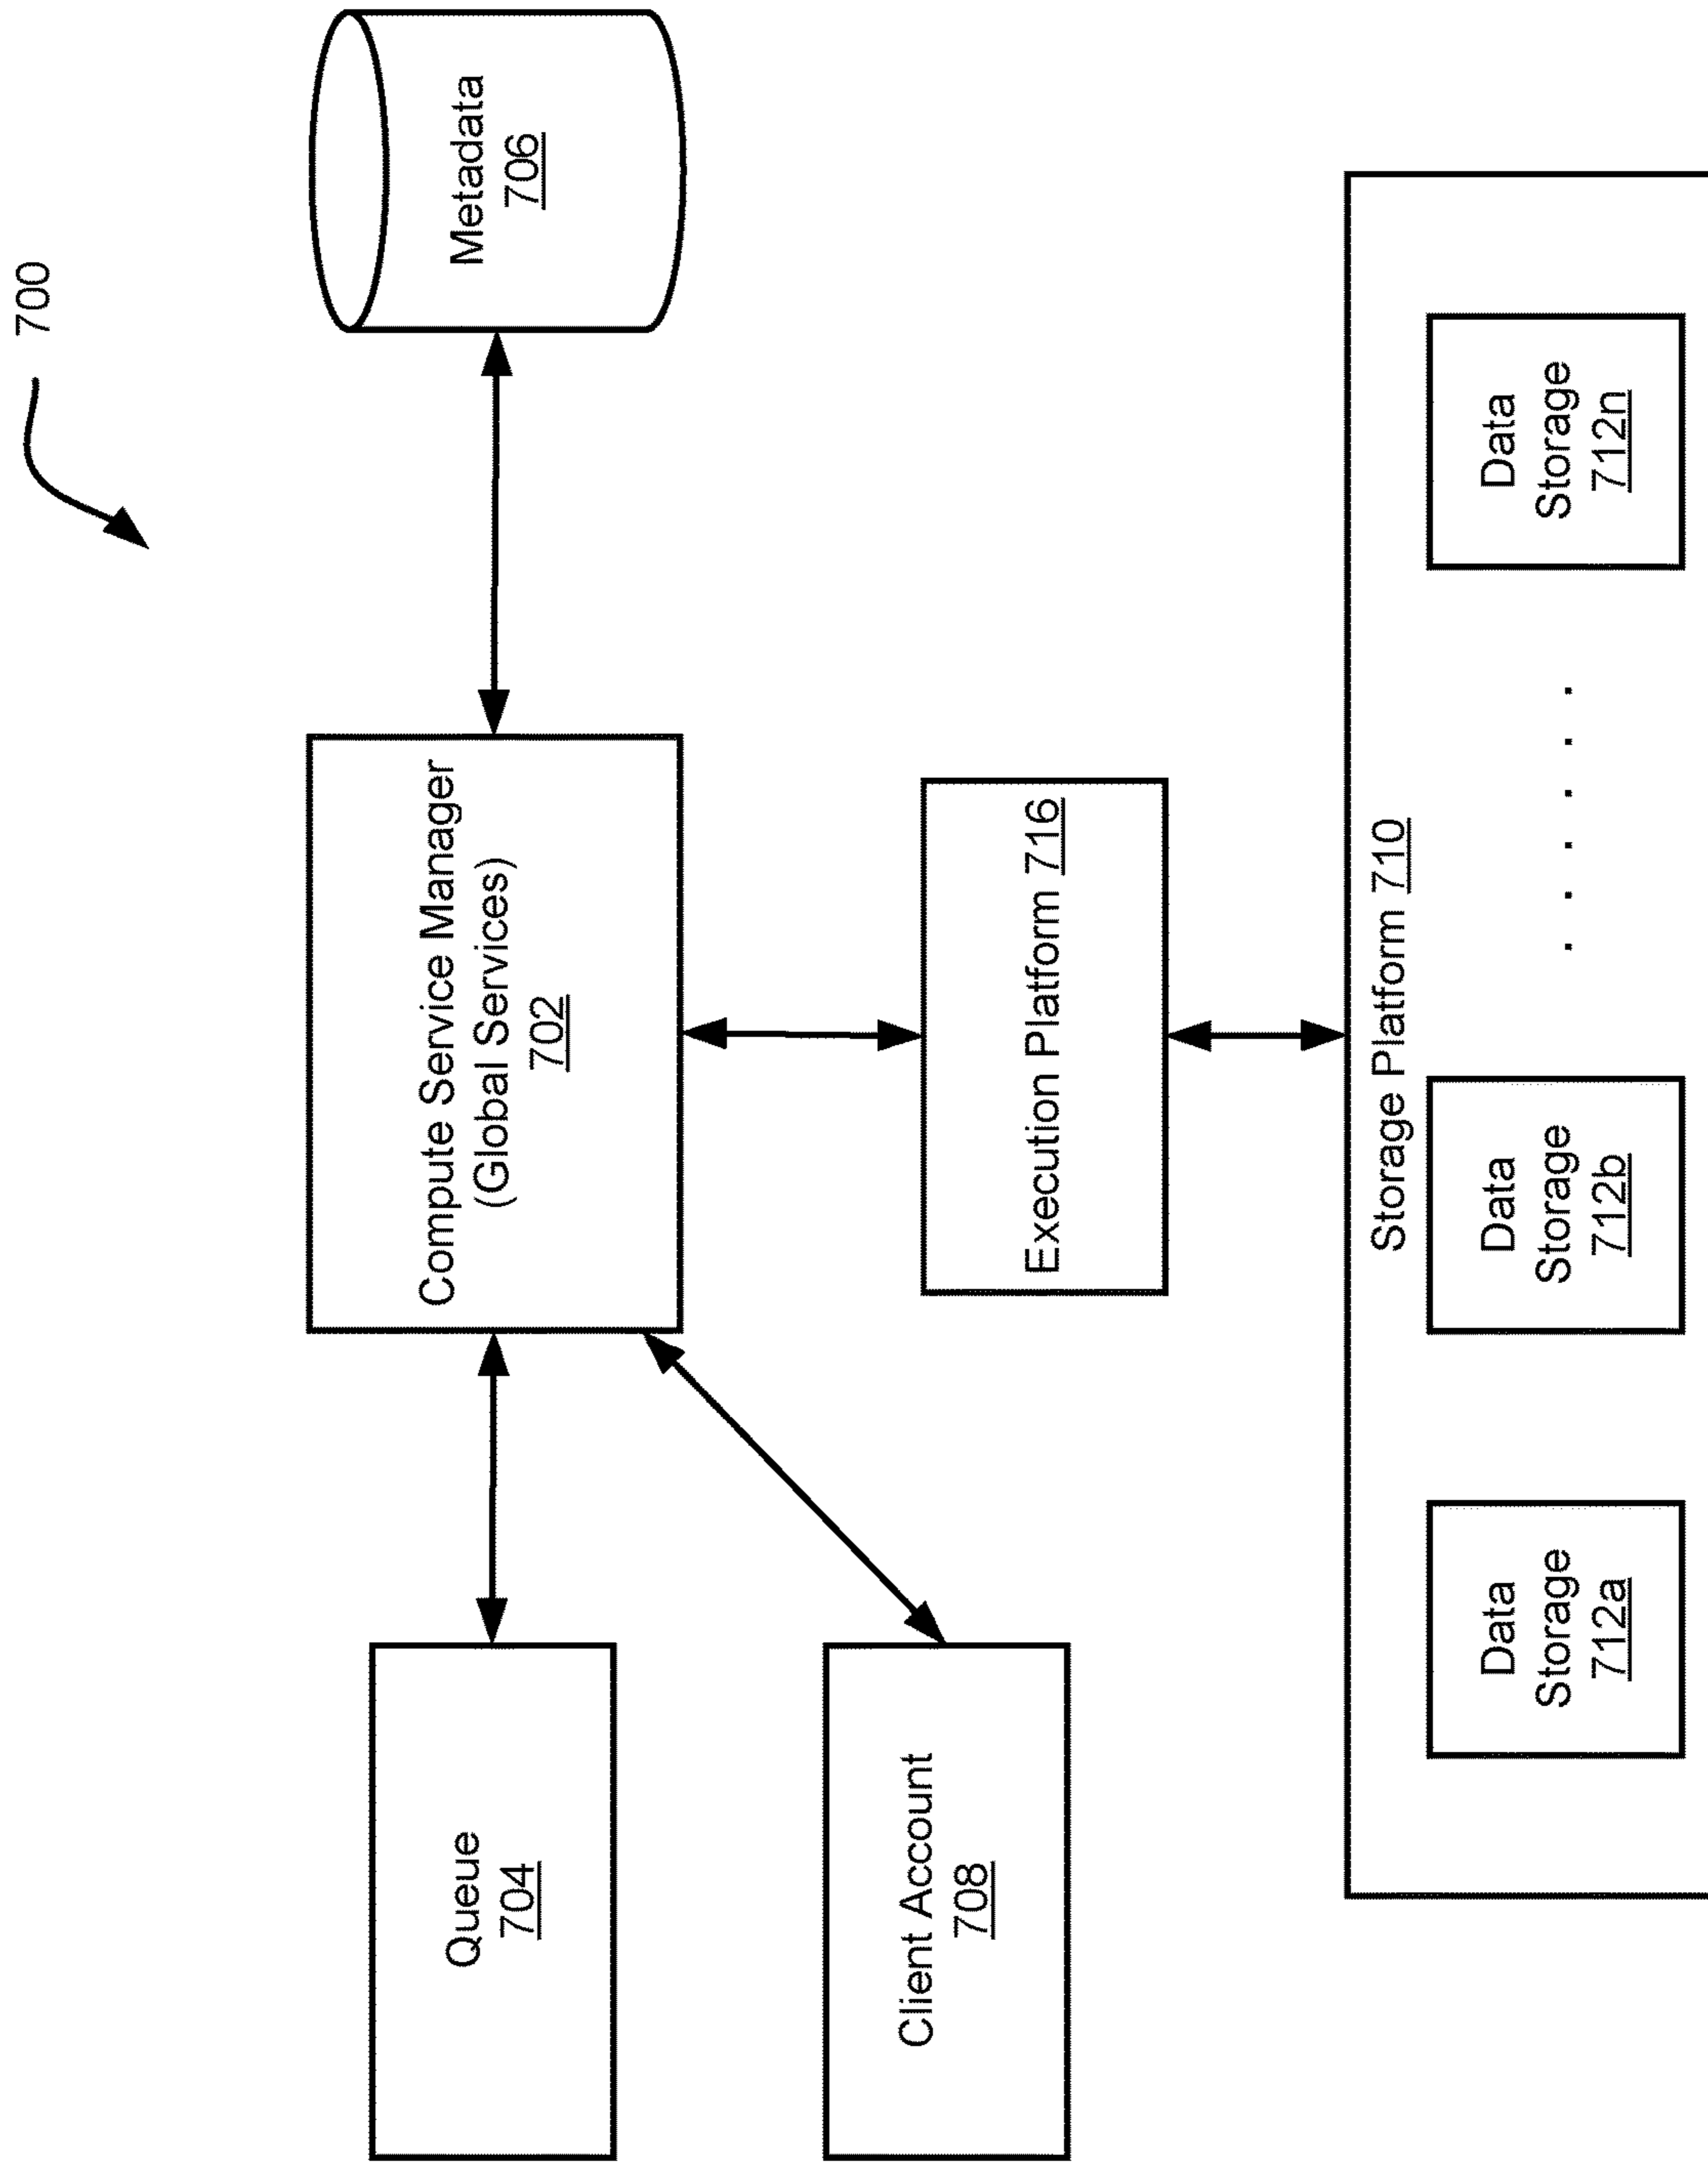 700
Queue
704
Compute Service Manager
(Global Services)
702
Metadata
706
Client Account
708
Execution Platform 716
Storage Platform 710
Data
Storage
712a
Data
Storage
712b
. . . . . .
Data
Storage
712n